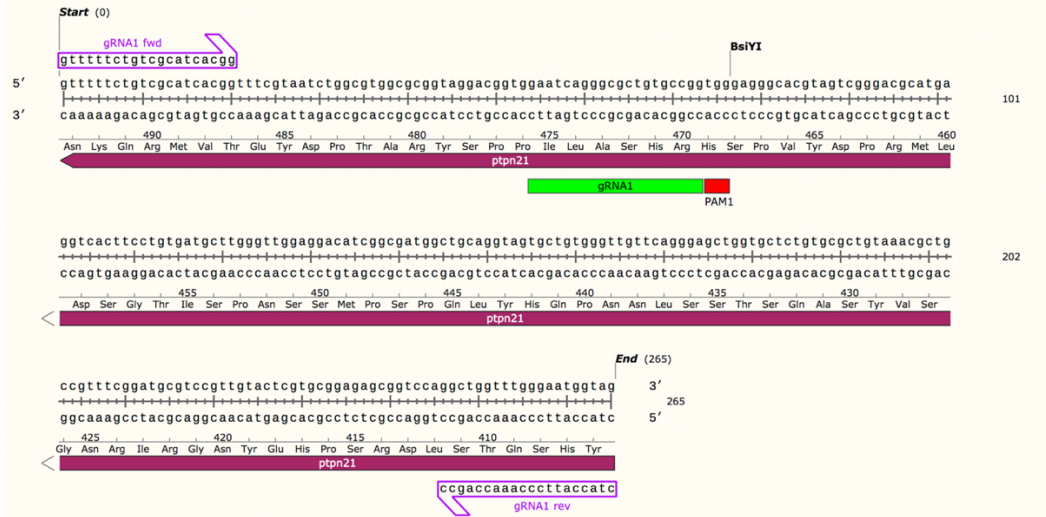 Start (0)
gRNA1 fwd
gtttttctgtcgcatcacgg
BsiYI
5′ gtttttctgtcgcatcacggtttcgtaatctggcgtggcgcggtaggacggtggaatcagggcgctgtgccggtgggagggcacgtagtcgggacgcatga
101
3′ caaaaagacagcgtagtgccaaagcattagaccgcaccgcgccatcctgccaccttagtcccgcgacacggccaccctcccgtgcatcagccctgcgtact
490 485 480 475 470 465 460
Asn Lys Gln Arg Met Val Thr Glu Tyr Asp Pro Thr Ala Arg Tyr Ser Pro Pro Ile Leu Ala Ser His Arg His Ser Pro Val Tyr Asp Pro Arg Met Leu
ptpn21
gRNA1
PAM1
ggtcacttcctgtgatgcttgggttggaggacatcggcgatggctgcaggtagtgctgtgggttgttcagggagctggtgctctgtgcgctgtaaacgctg
202
ccagtgaaggacactacgaacccaacctcctgtagccgctaccgacgtccatcacgacacccaacaagtccctcgaccacgagacacgcgacatttgcgac
455 450 445 440 435 430
Asp Ser Gly Thr Ile Ser Pro Asn Ser Ser Met Pro Ser Pro Gln Leu Tyr His Gln Pro Asn Asn Leu Ser Ser Thr Ser Gln Ala Ser Tyr Val Ser
ptpn21
End (265)
ccgtttcggatgcgtccgttgtactcgtgcggagagcggtccaggctggtttgggaatggtag 3′
265
ggcaaagcctacgcaggcaacatgagcacgcctctcgccaggtccgaccaaacccttaccatc 5′
425 420 415 410
Gly Asn Arg Ile Arg Gly Asn Tyr Glu His Pro Ser Arg Asp Leu Ser Thr Gln Ser His Tyr
ptpn21
ccgaccaaacccttaccatc
gRNA1 rev